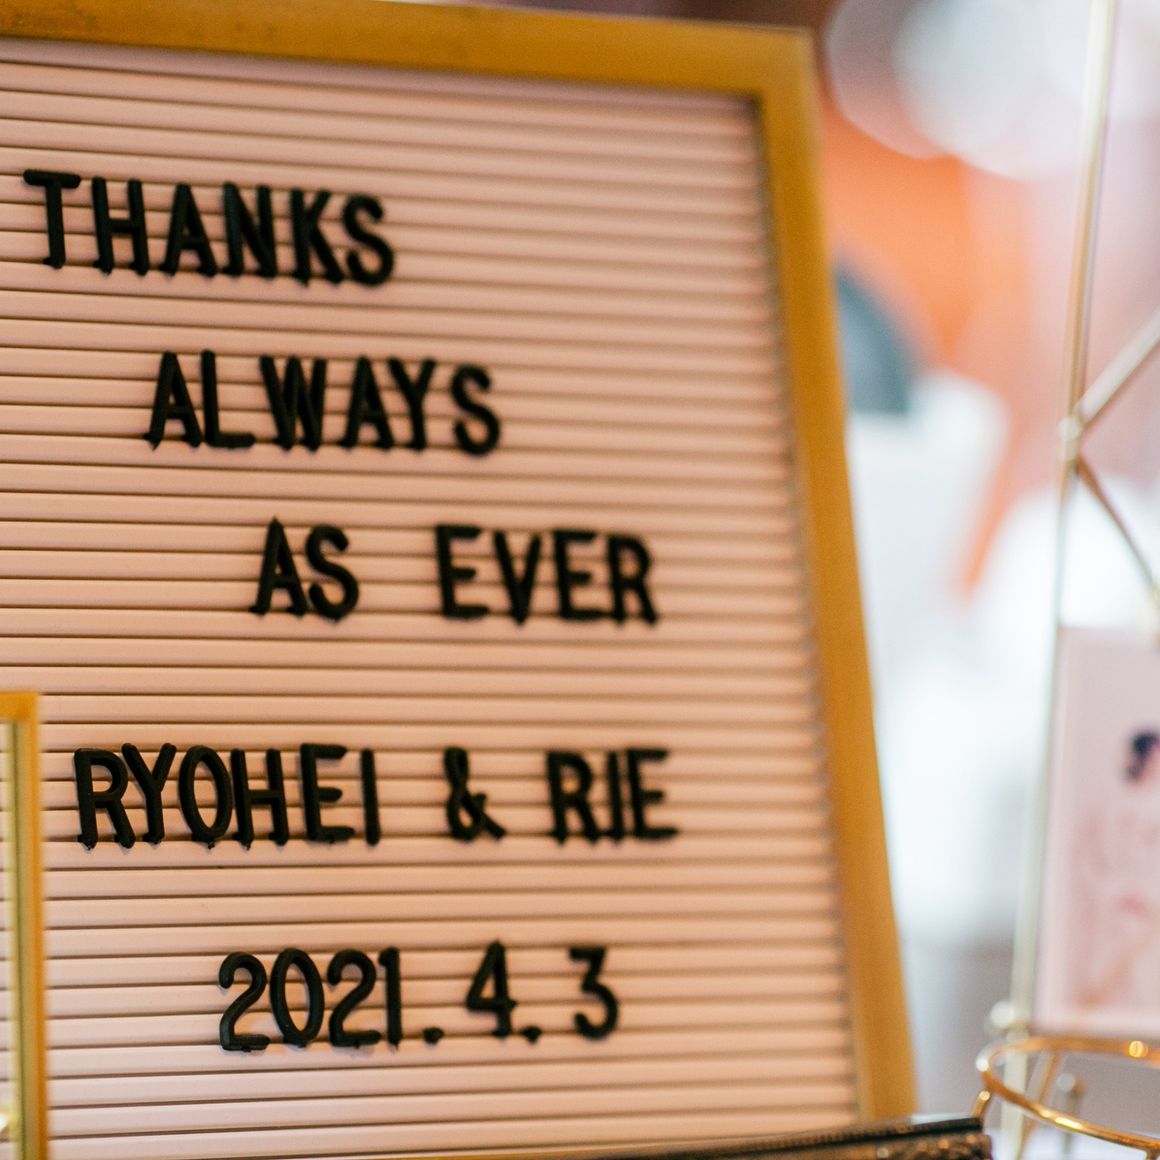 THANKS
ALWAYS
AS EVER
RYOHEI & RIE
2021. 4. 3